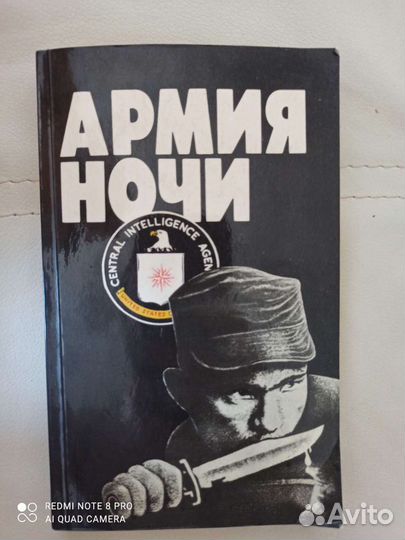 АРМИЯ
НОЧИ
CENTRAL INTELLIGENCE AGEN
UNITED STATES
REDMI NOTE 8 PRO
AI QUAD CAMERA
Avito